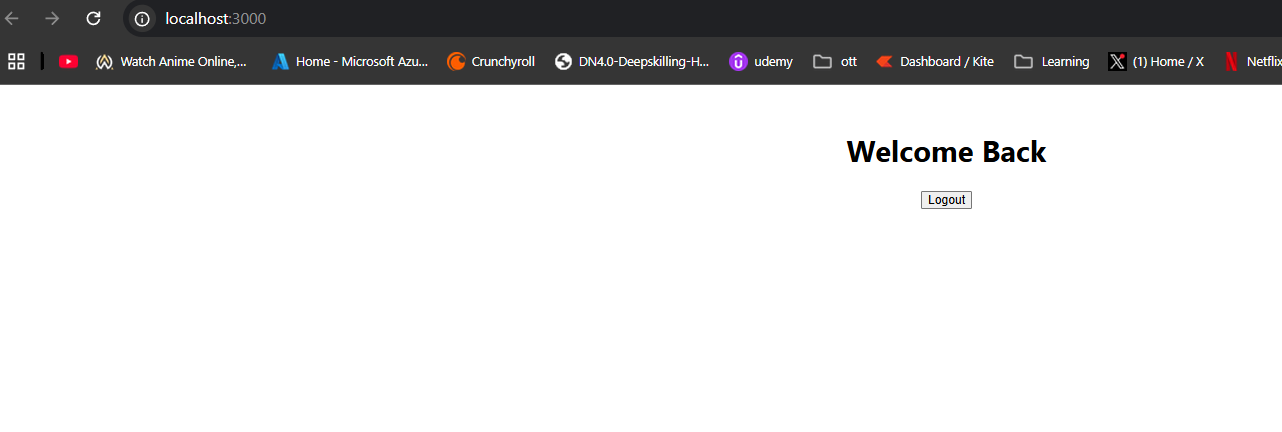 localhost:3000
Watch Anime Online,... Home - Microsoft Azu... Crunchyroll DN4.0-Deepskilling-H... udemy ott Dashboard / Kite Learning (1) Home / X Netflix
Welcome Back
Logout